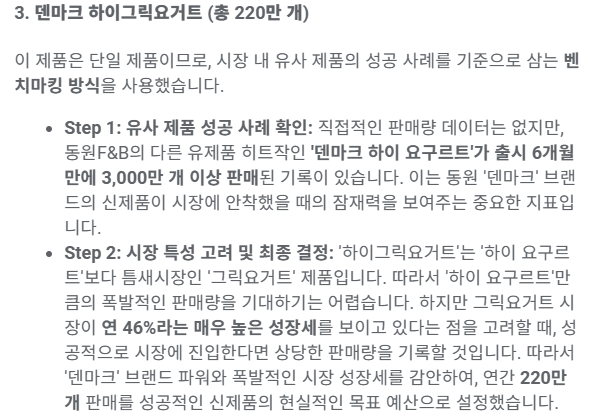 3. 덴마크 하이그릭요거트 (총 220만 개)
이 제품은 단일 제품이므로, 시장 내 유사 제품의 성공 사례를 기준으로 삼는 벤
치마킹 방식을 사용했습니다.
• Step 1: 유사 제품 성공 사례 확인: 직접적인 판매량 데이터는 없지만,
동원F&B의 다른 유제품 히트작인 '덴마크 하이 요구르트'가 출시 6개월
만에 3,000만 개 이상 판매된 기록이 있습니다. 이는 동원 '덴마크' 브랜
드의 신제품이 시장에 안착했을 때의 잠재력을 보여주는 중요한 지표입
니다.
• Step 2: 시장 특성 고려 및 최종 결정: '하이그릭요거트'는 '하이 요구르
트'보다 틈새시장인 '그릭요거트' 제품입니다. 따라서 '하이 요구르트'만
큼의 폭발적인 판매량을 기대하기는 어렵습니다. 하지만 그릭요거트 시
장이 연 46%라는 매우 높은 성장세를 보이고 있다는 점을 고려할 때, 성
공적으로 시장에 진입한다면 상당한 판매량을 기록할 것입니다. 따라서
'덴마크' 브랜드 파워와 폭발적인 시장 성장세를 감안하여, 연간 220만
개 판매를 성공적인 신제품의 현실적인 목표 예산으로 설정했습니다.